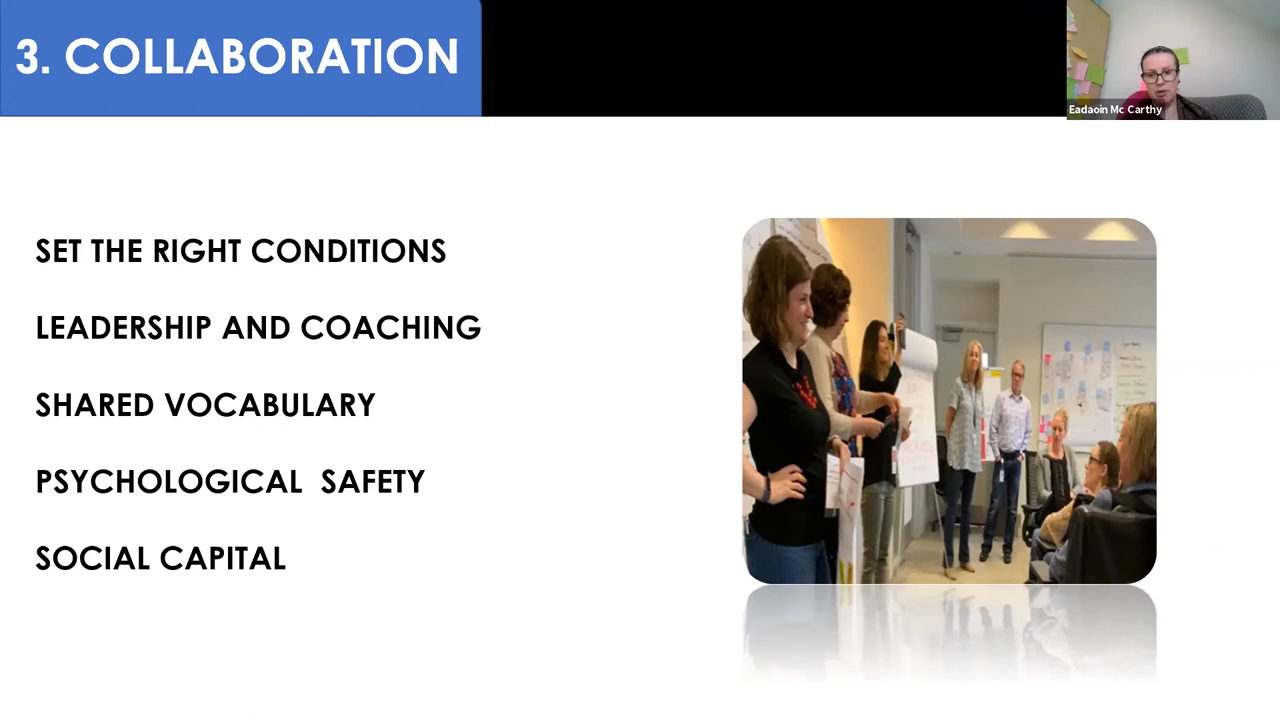 3. COLLABORATION
Eadaoin Mc Carthy
SET THE RIGHT CONDITIONS
LEADERSHIP AND COACHING
SHARED VOCABULARY
PSYCHOLOGICAL SAFETY
SOCIAL CAPITAL